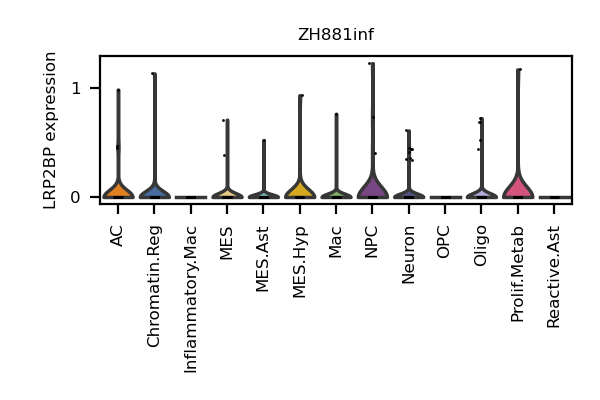 ZH881inf
LRP2BP expression
1
0
AC
Chromatin.Reg
Inflammatory.Mac
MES
MES.Ast
MES.Hyp
Mac
NPC
Neuron
OPC
Oligo
Prolif.Metab
Reactive.Ast